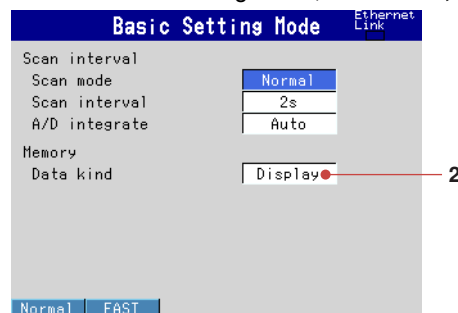 Basic Setting Mode
Ethernet
Link
Scan interval
Scan mode Normal
Scan interval 2s
A/D integrate Auto
Memory
Data kind Display 2
Normal FAST